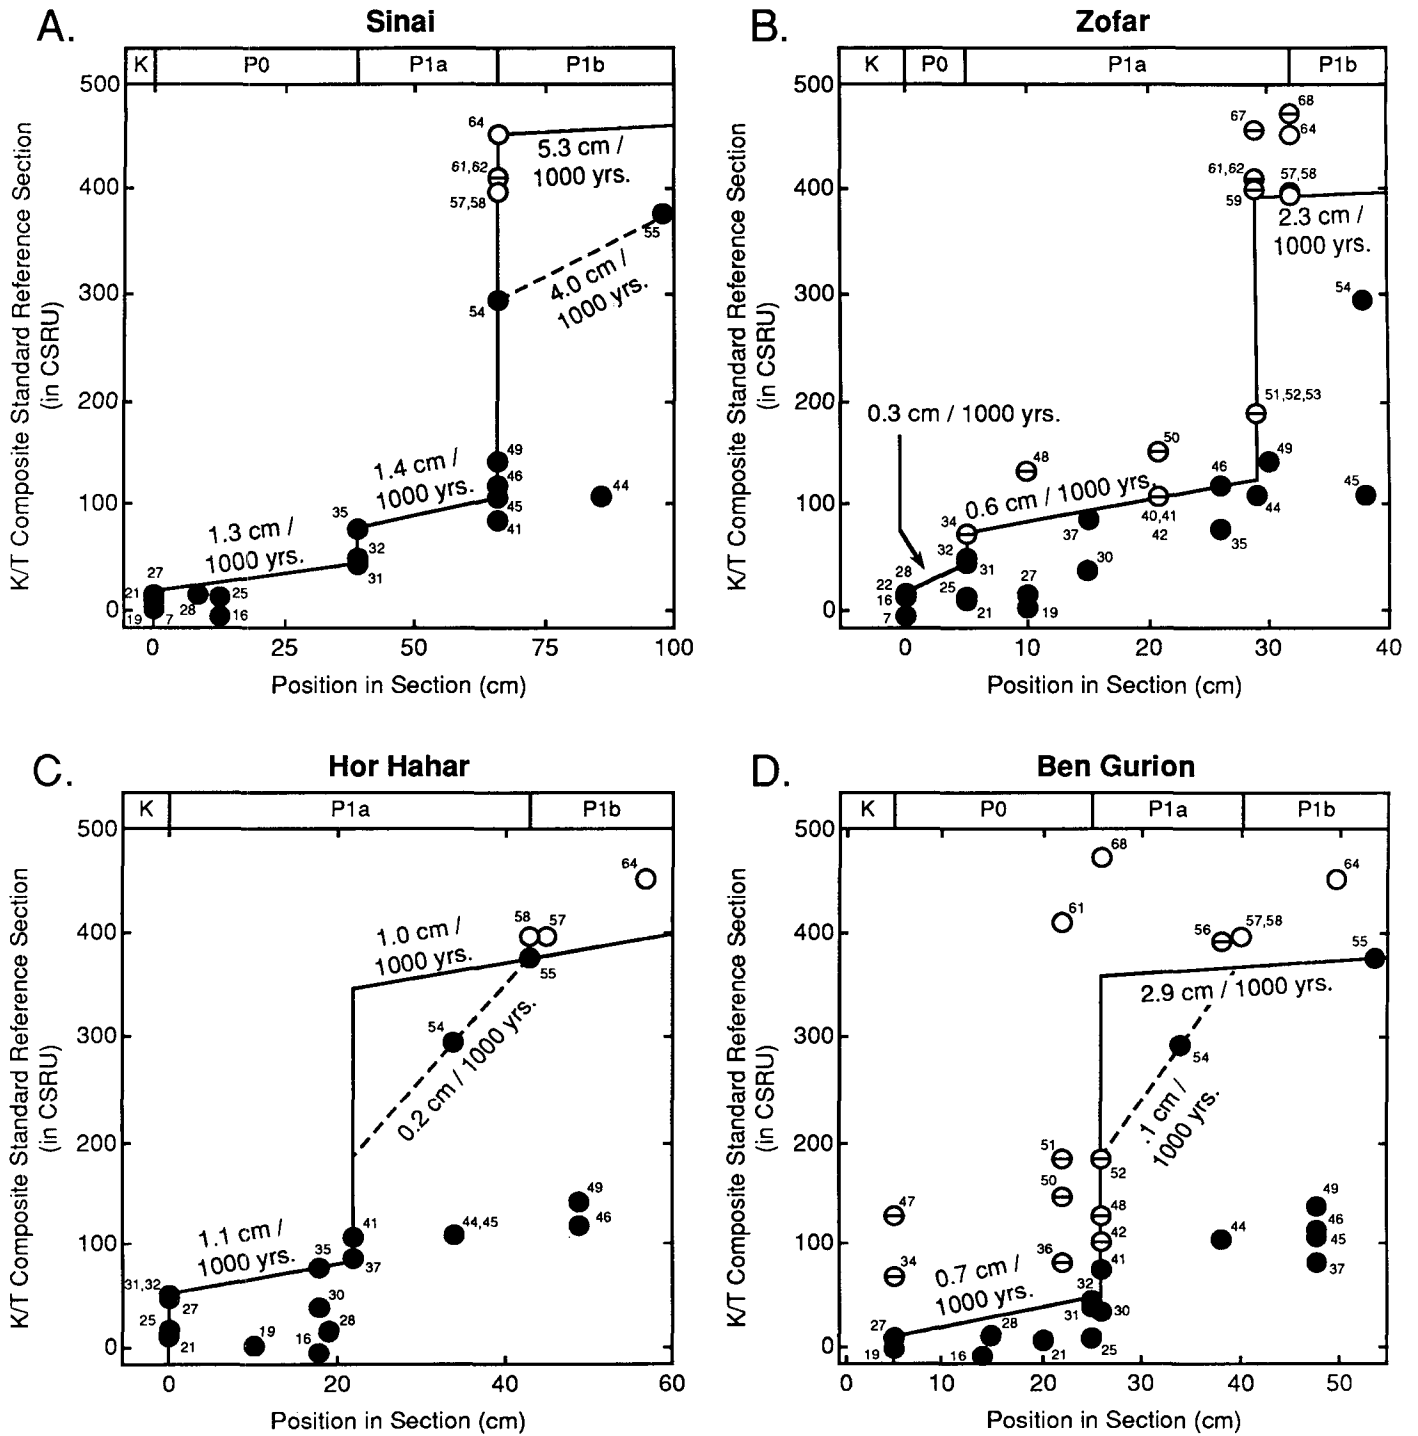 A.
Sinai
K
P0
P1a
P1b
500
400
300
200
100
0
K/T Composite Standard Reference Section
(in CSRU)
64
61,62
57,58
5.3 cm /
1000 yrs.
55
54
4.0 cm /
1000 yrs.
49
46
45
41
44
1.4 cm /
1000 yrs.
35
32
31
1.3 cm /
1000 yrs.
27
21
19
7
28
25
16
0
25
50
75
100
Position in Section (cm)
B.
Zofar
K
P0
P1a
P1b
500
400
300
200
100
0
K/T Composite Standard Reference Section
(in CSRU)
68
67
64
61,62
57,58
59
2.3 cm /
1000 yrs.
54
51,52,53
0.3 cm / 1000 yrs.
50
48
49
46
45
44
0.6 cm / 1000 yrs.
40,41
42
37
35
34
32
31
30
28
22
16
7
25
21
27
19
0
10
20
30
40
Position in Section (cm)
C.
Hor Hahar
K
P1a
P1b
500
400
300
200
100
0
K/T Composite Standard Reference Section
(in CSRU)
64
58
57
55
1.0 cm /
1000 yrs.
54
0.2 cm / 1000 yrs.
49
46
44,45
41
37
35
1.1 cm /
1000 yrs.
31,32
27
25
21
30
28
19
16
0
20
40
60
Position in Section (cm)
D.
Ben Gurion
K
P0
P1a
P1b
500
400
300
200
100
0
K/T Composite Standard Reference Section
(in CSRU)
68
64
61
57,58
56
55
2.9 cm / 1000 yrs.
54
.1 cm /
1000 yrs.
51
52
50
48
47
42
49
46
45
44
37
41
36
34
0.7 cm /
1000 yrs.
32
31
30
27
19
28
16
21
25
0
10
20
30
40
50
Position in Section (cm)